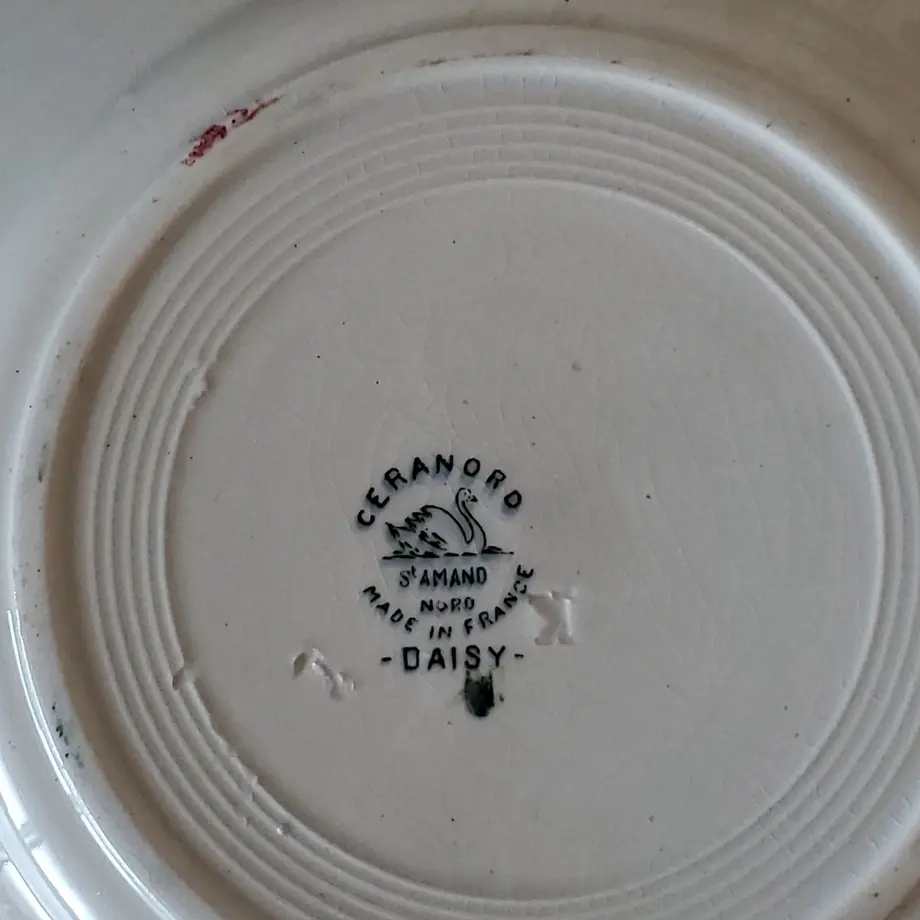 CERANORD
St AMAND
NORD
MADE IN FRANCE
-DAISY-
K